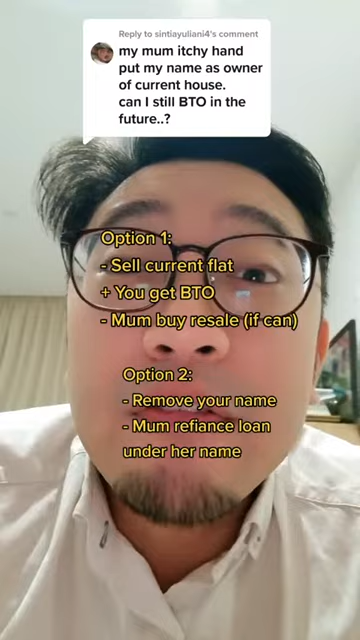 Reply to sintiayuliani4's comment
my mum itchy hand
put my name as owner
of current house.
can I still BTO in the
future..?
Option 1:
- Sell current flat
+ You get BTO
- Mum buy resale (if can)
Option 2:
- Remove your name
- Mum refiance loan
under her name